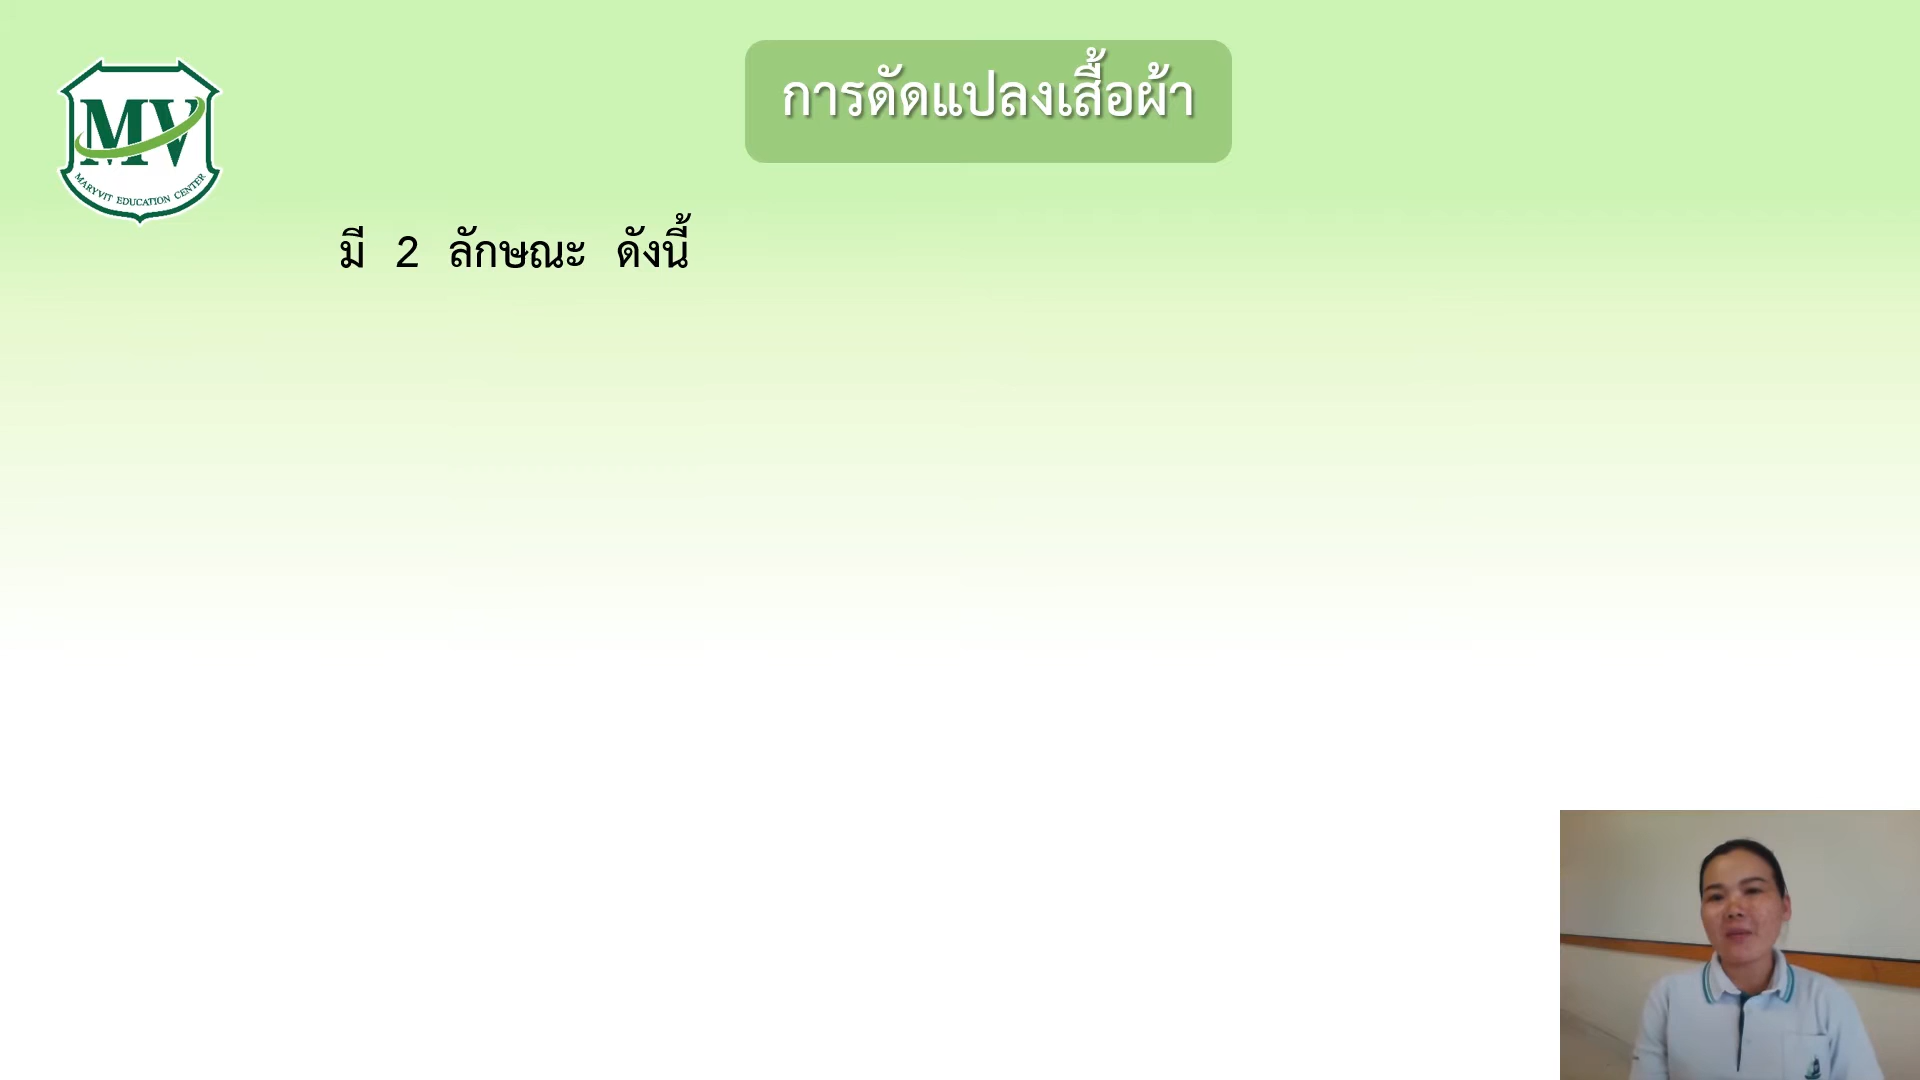 การดัดแปลงเสื้อผ้า
MV
MARYVIT EDUCATION CENTER
มี 2 ลักษณะ ดังนี้